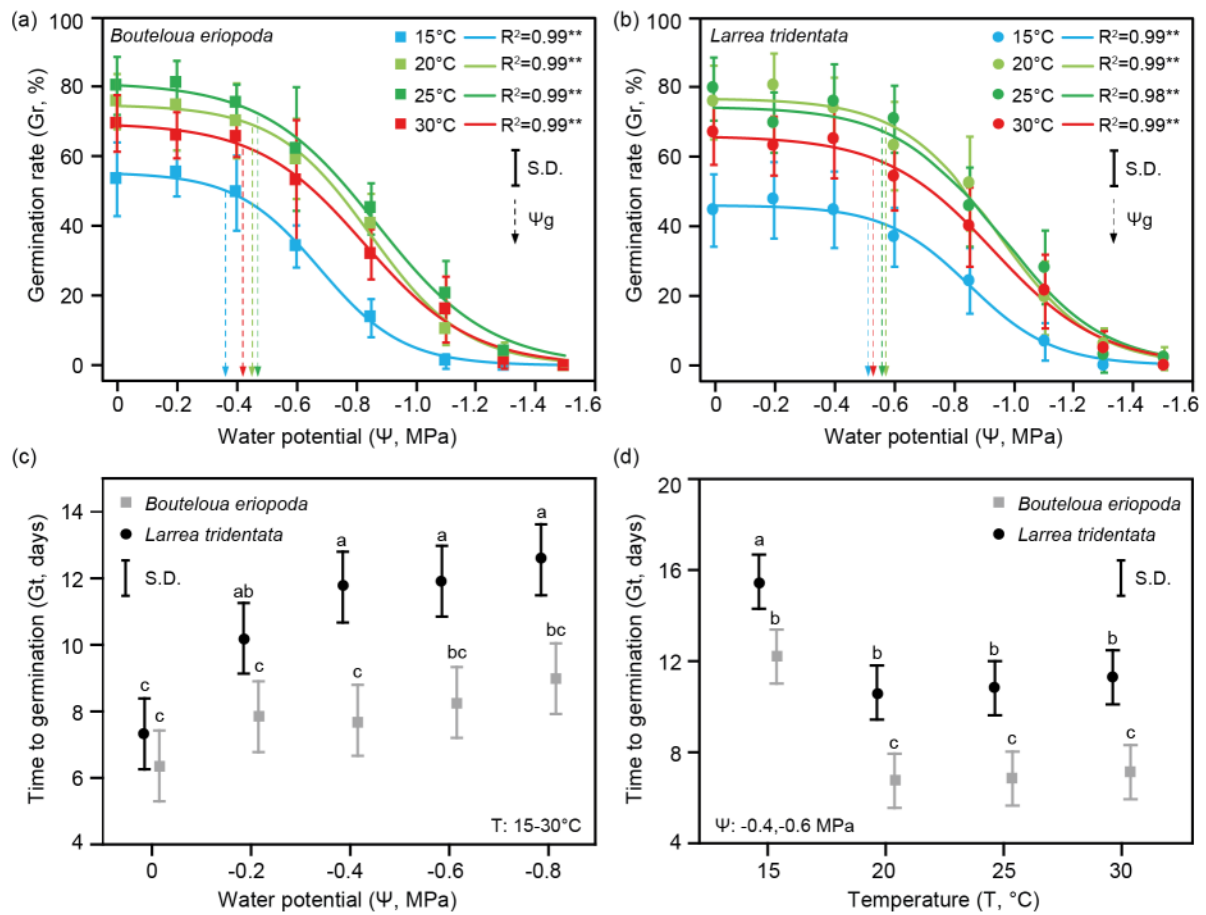 (a)
Bouteloua eriopoda
15°C R²=0.99**
20°C R²=0.99**
25°C R²=0.99**
30°C R²=0.99**
S.D.
Ψg
100
80
60
40
20
0
Germination rate (Gr, %)
0 -0.2 -0.4 -0.6 -0.8 -1.0 -1.2 -1.4 -1.6
Water potential (Ψ, MPa)
(b)
Larrea tridentata
15°C R²=0.99**
20°C R²=0.99**
25°C R²=0.98**
30°C R²=0.99**
S.D.
Ψg
100
80
60
40
20
0
Germination rate (Gr, %)
0 -0.2 -0.4 -0.6 -0.8 -1.0 -1.2 -1.4 -1.6
Water potential (Ψ, MPa)
(c)
Bouteloua eriopoda
Larrea tridentata
S.D.
14
12
10
8
6
4
Time to germination (Gt, days)
c c ab c a c a bc a bc
T: 15-30°C
0 -0.2 -0.4 -0.6 -0.8
Water potential (Ψ, MPa)
(d)
Bouteloua eriopoda
Larrea tridentata
S.D.
20
16
12
8
4
Time to germination (Gt, days)
a b b c b c b c
Ψ: -0.4,-0.6 MPa
15 20 25 30
Temperature (T, °C)